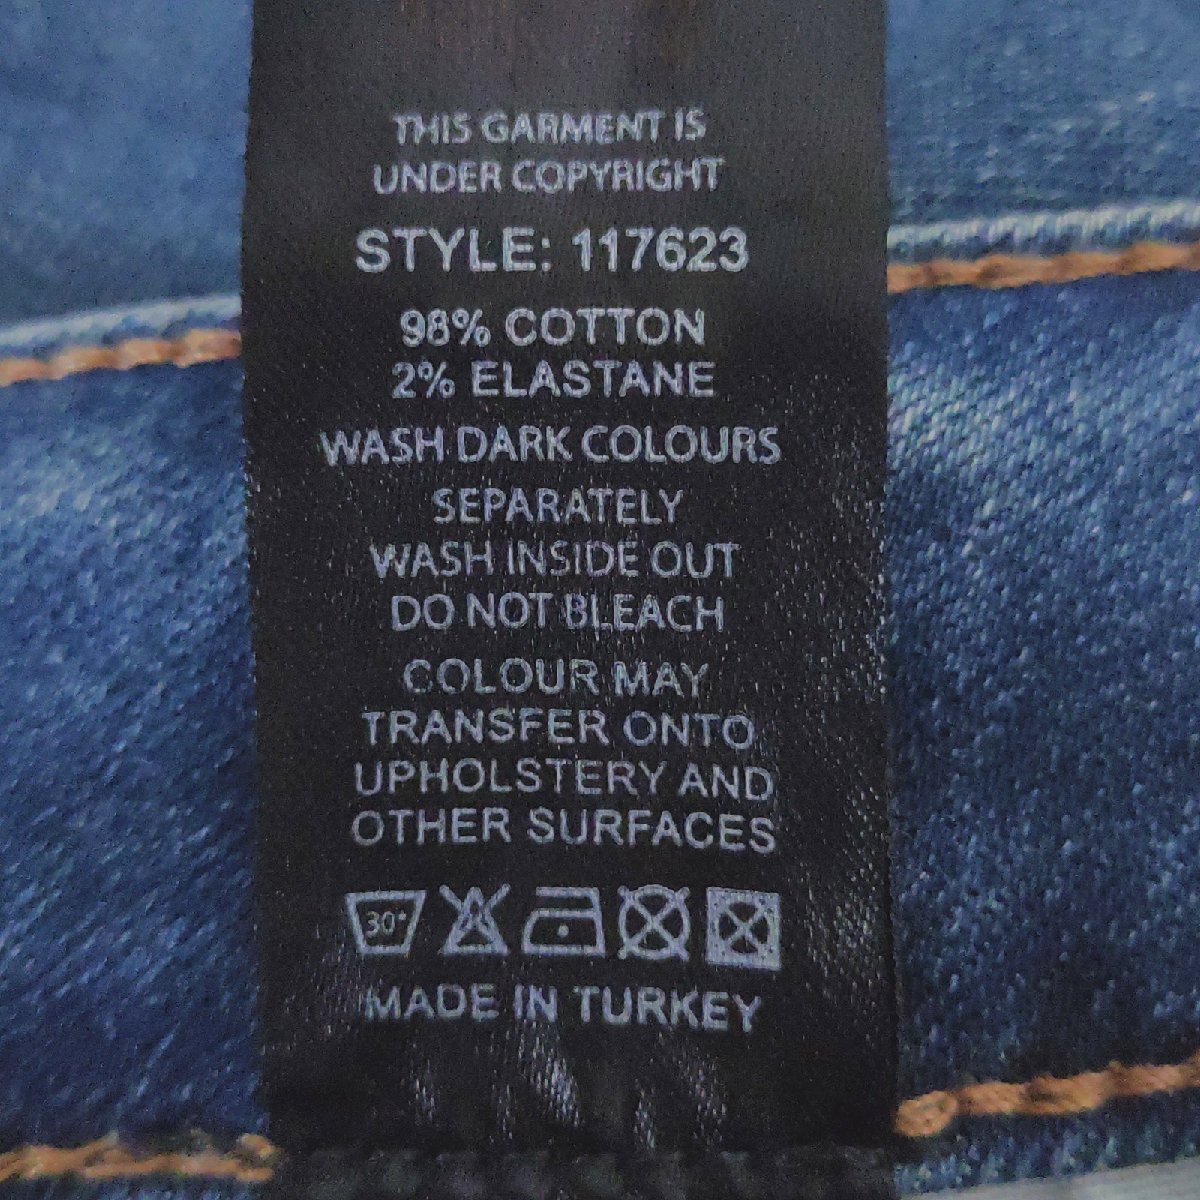 THIS GARMENT IS
UNDER COPYRIGHT
STYLE: 117623
98% COTTON
2% ELASTANE
WASH DARK COLOURS
SEPARATELY
WASH INSIDE OUT
DO NOT BLEACH
COLOUR MAY
TRANSFER ONTO
UPHOLSTERY AND
OTHER SURFACES
30°
MADE IN TURKEY